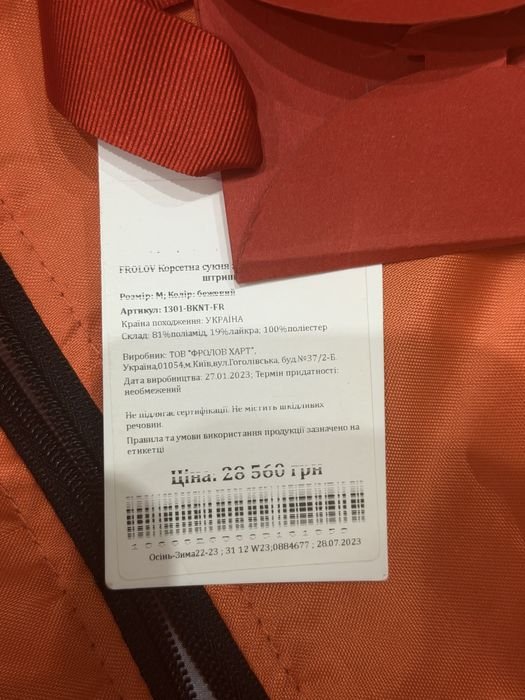 FROLOV Корсетна сукня
штрип
Розмір: М; Колір: бежевий
Артикул: 1301-BKNT-FR
Країна походження: УКРАЇНА
Склад: 81%поліамід, 19%лайкра; 100%поліестер
Виробник: ТОВ "ФРОЛОВ ХАРТ",
Україна,01054,м.Київ,вул.Гоголівська, буд.№37/2-Б
Дата виробництва: 27.01.2023; Термін придатності:
необмежений
Не підлягає сертифікації. Не містить шкідливих
речовин.
Правила та умови використання продукції зазначено на
етикетці
Ціна: 28 560 грн
Осінь-Зима22-23 ; 31 12 W23;0884677 ; 28.07.2023